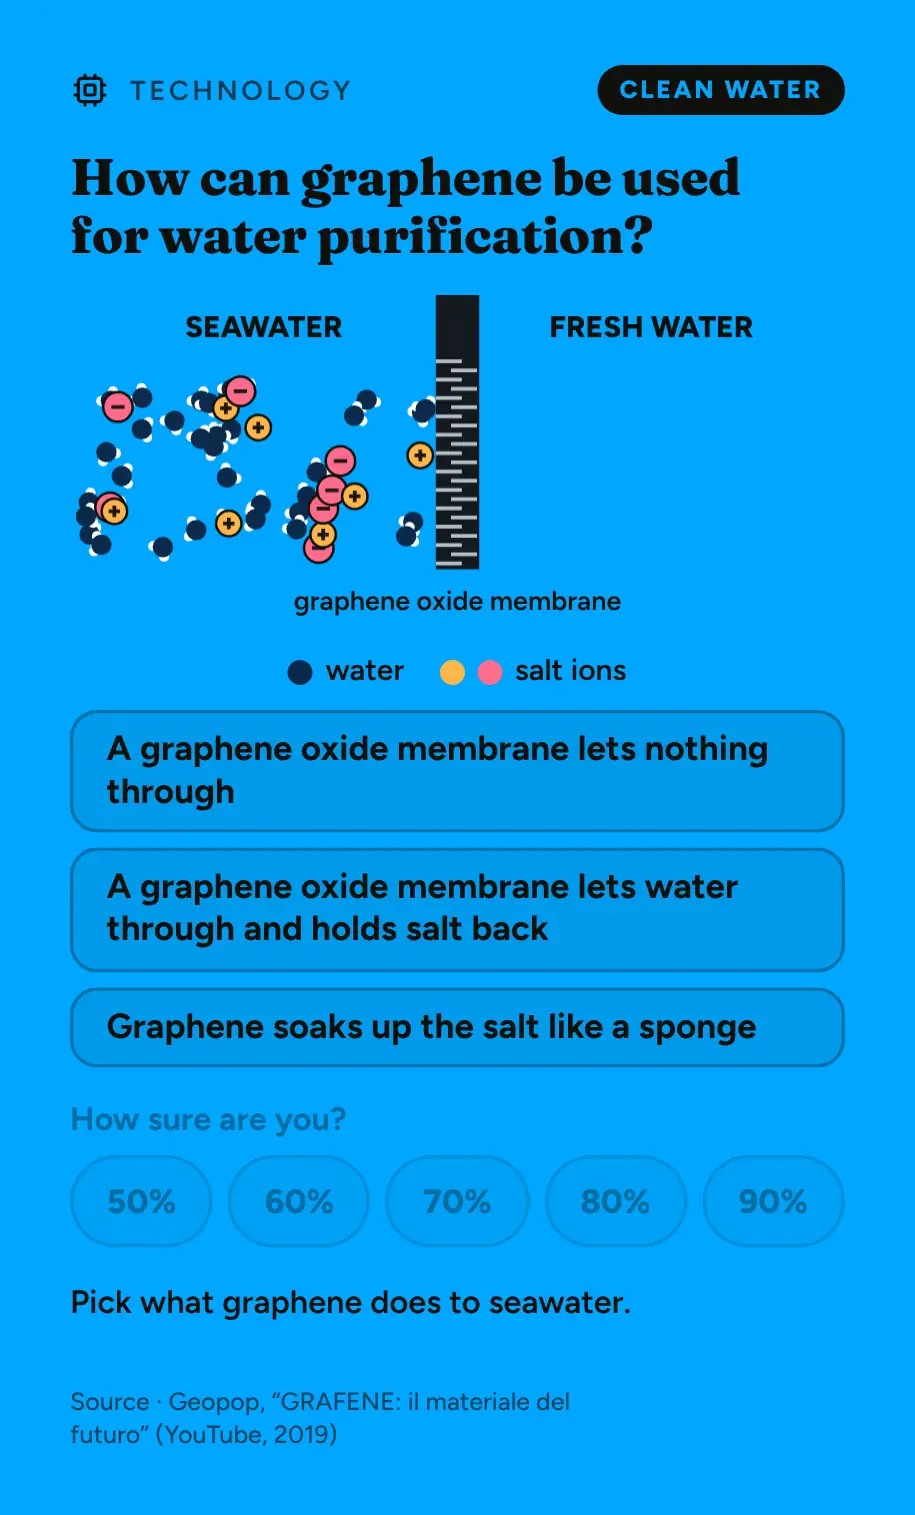 TECHNOLOGY
CLEAN WATER
How can graphene be used
for water purification?
SEAWATER
FRESH WATER
graphene oxide membrane
water
salt ions
A graphene oxide membrane lets nothing
through
A graphene oxide membrane lets water
through and holds salt back
Graphene soaks up the salt like a sponge
How sure are you?
50%
60%
70%
80%
90%
Pick what graphene does to seawater.
Source · Geopop, “GRAFENE: il materiale del
futuro” (YouTube, 2019)